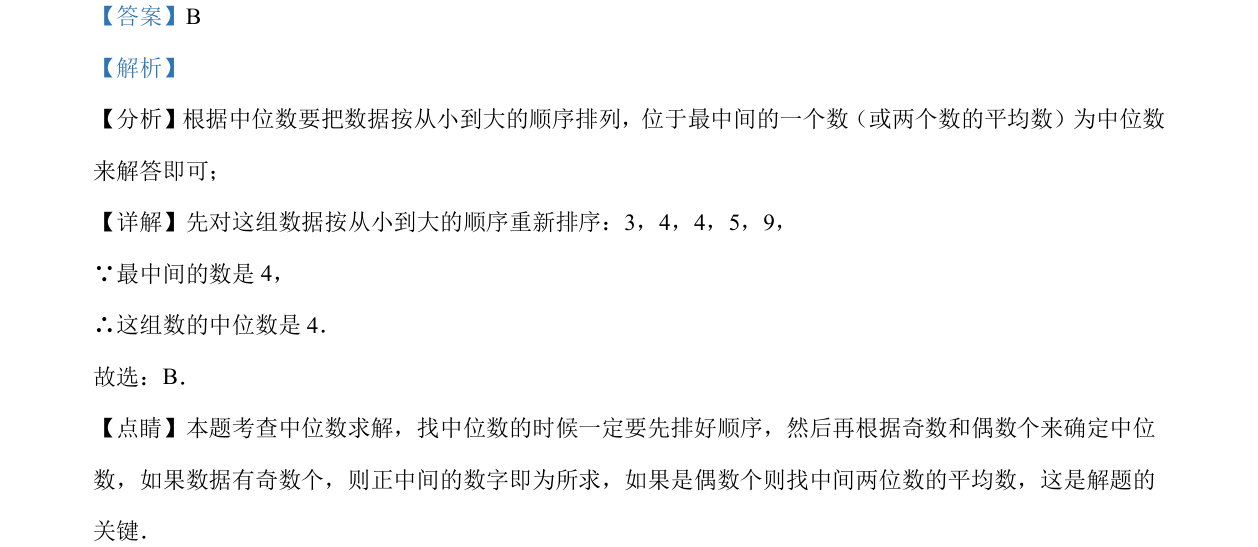 【答案】B
【解析】
【分析】根据中位数要把数据按从小到大的顺序排列，位于最中间的一个数（或两个数的平均数）为中位数
来解答即可；
【详解】先对这组数据按从小到大的顺序重新排序：3，4，4，5，9，
∵最中间的数是 4，
∴这组数的中位数是 4．
故选：B．
【点睛】本题考查中位数求解，找中位数的时候一定要先排好顺序，然后再根据奇数和偶数个来确定中位
数，如果数据有奇数个，则正中间的数字即为所求，如果是偶数个则找中间两位数的平均数，这是解题的
关键．